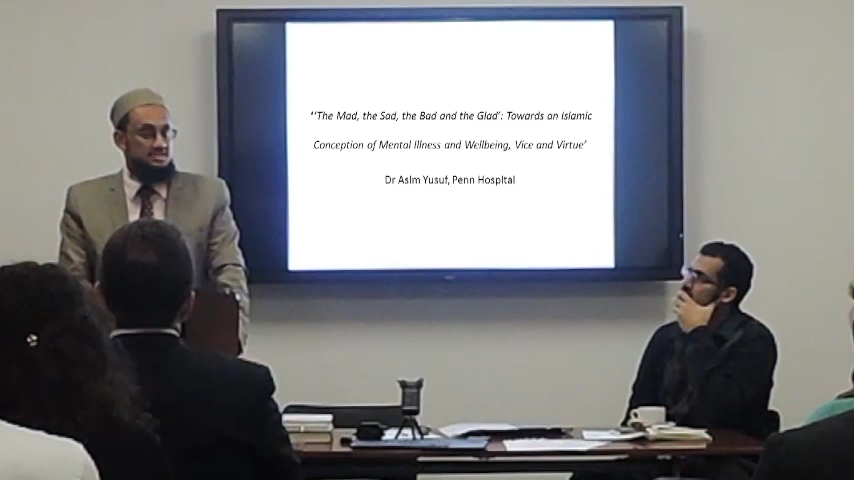 ‘‘The Mad, the Sad, the Bad and the Glad’: Towards an Islamic
Conception of Mental Illness and Wellbeing, Vice and Virtue’
Dr Asim Yusuf, Penn Hospital